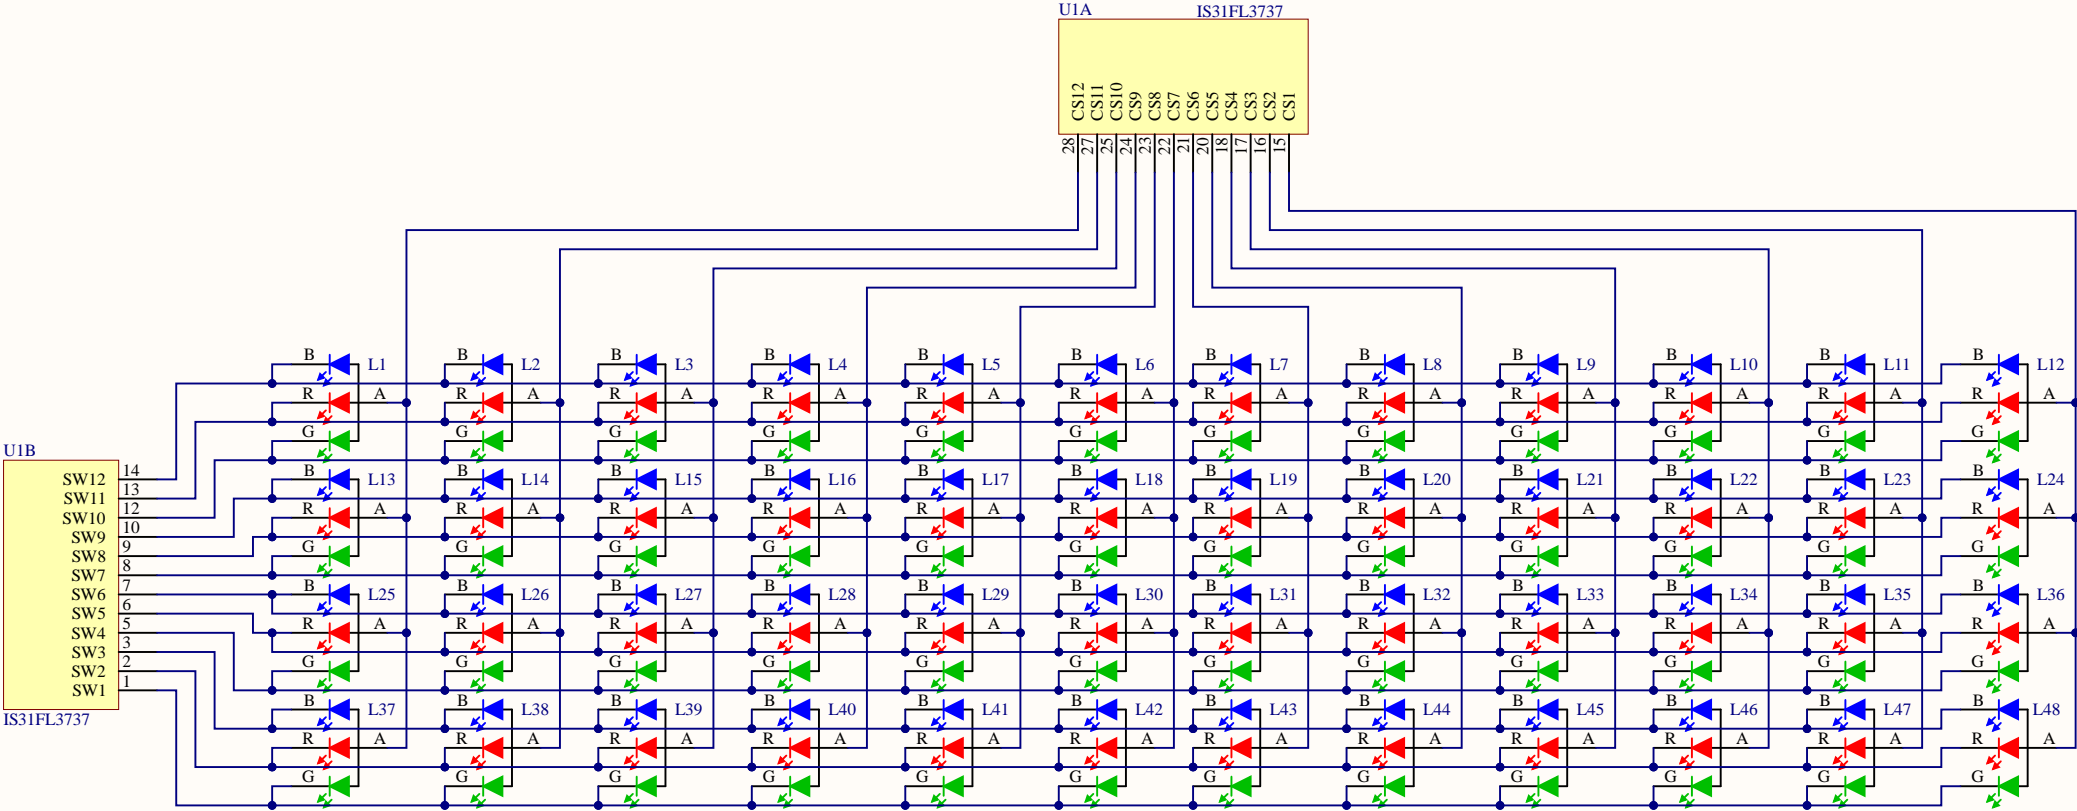 U1A IS31FL3737
CS12 CS11 CS10 CS9 CS8 CS7 CS6 CS5 CS4 CS3 CS2 CS1
28 27 25 24 23 22 21 20 18 17 16 15
B L1 B L2 B L3 B L4 B L5 B L6 B L7 B L8 B L9 B L10 B L11 B L12
R A R A R A R A R A R A R A R A R A R A R A R A
G G G G G G G G G G G G
B L13 B L14 B L15 B L16 B L17 B L18 B L19 B L20 B L21 B L22 B L23 B L24
R A R A R A R A R A R A R A R A R A R A R A R A
G G G G G G G G G G G G
B L25 B L26 B L27 B L28 B L29 B L30 B L31 B L32 B L33 B L34 B L35 B L36
R A R A R A R A R A R A R A R A R A R A R A R A
G G G G G G G G G G G G
B L37 B L38 B L39 B L40 B L41 B L42 B L43 B L44 B L45 B L46 B L47 B L48
R A R A R A R A R A R A R A R A R A R A R A R A
G G G G G G G G G G G G
U1B
SW12 14
SW11 13
SW10 12
SW9 10
SW8 9
SW7 8
SW6 7
SW5 6
SW4 5
SW3 3
SW2 2
SW1 1
IS31FL3737